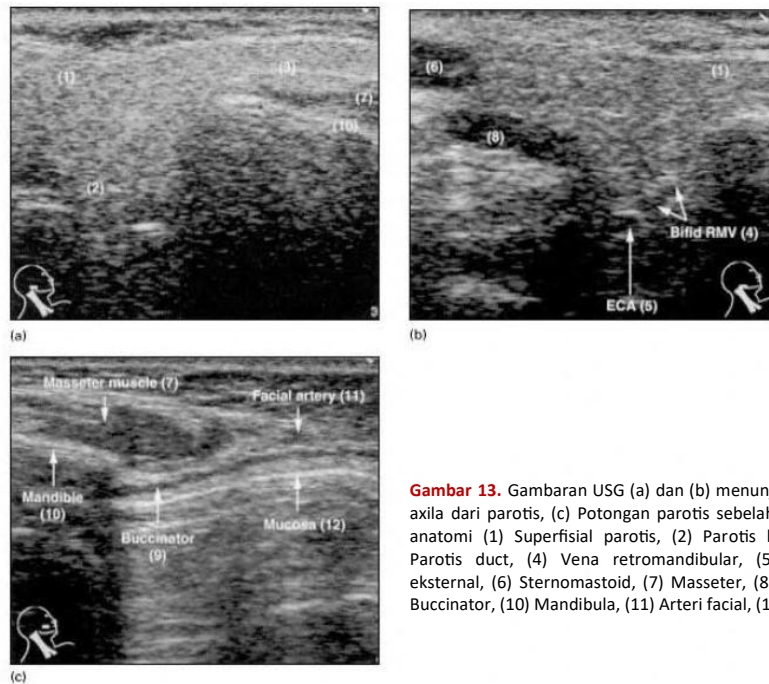 (1)
(3)
(7)
(10)
(2)
3
(a)
(6)
(1)
(8)
Bifid RMV (4)
ECA (5)
(b)
Masseter muscle (7)
Facial artery (11)
Mandible
(10)
Buccinator
(9)
Mucosa (12)
(c)
Gambar 13. Gambaran USG (a) dan (b) menun
axila dari parotis, (c) Potongan parotis sebelah
anatomi (1) Superfisial parotis, (2) Parotis
Parotis duct, (4) Vena retromandibular, (5
eksternal, (6) Sternomastoid, (7) Masseter, (8
Buccinator, (10) Mandibula, (11) Arteri facial, (1